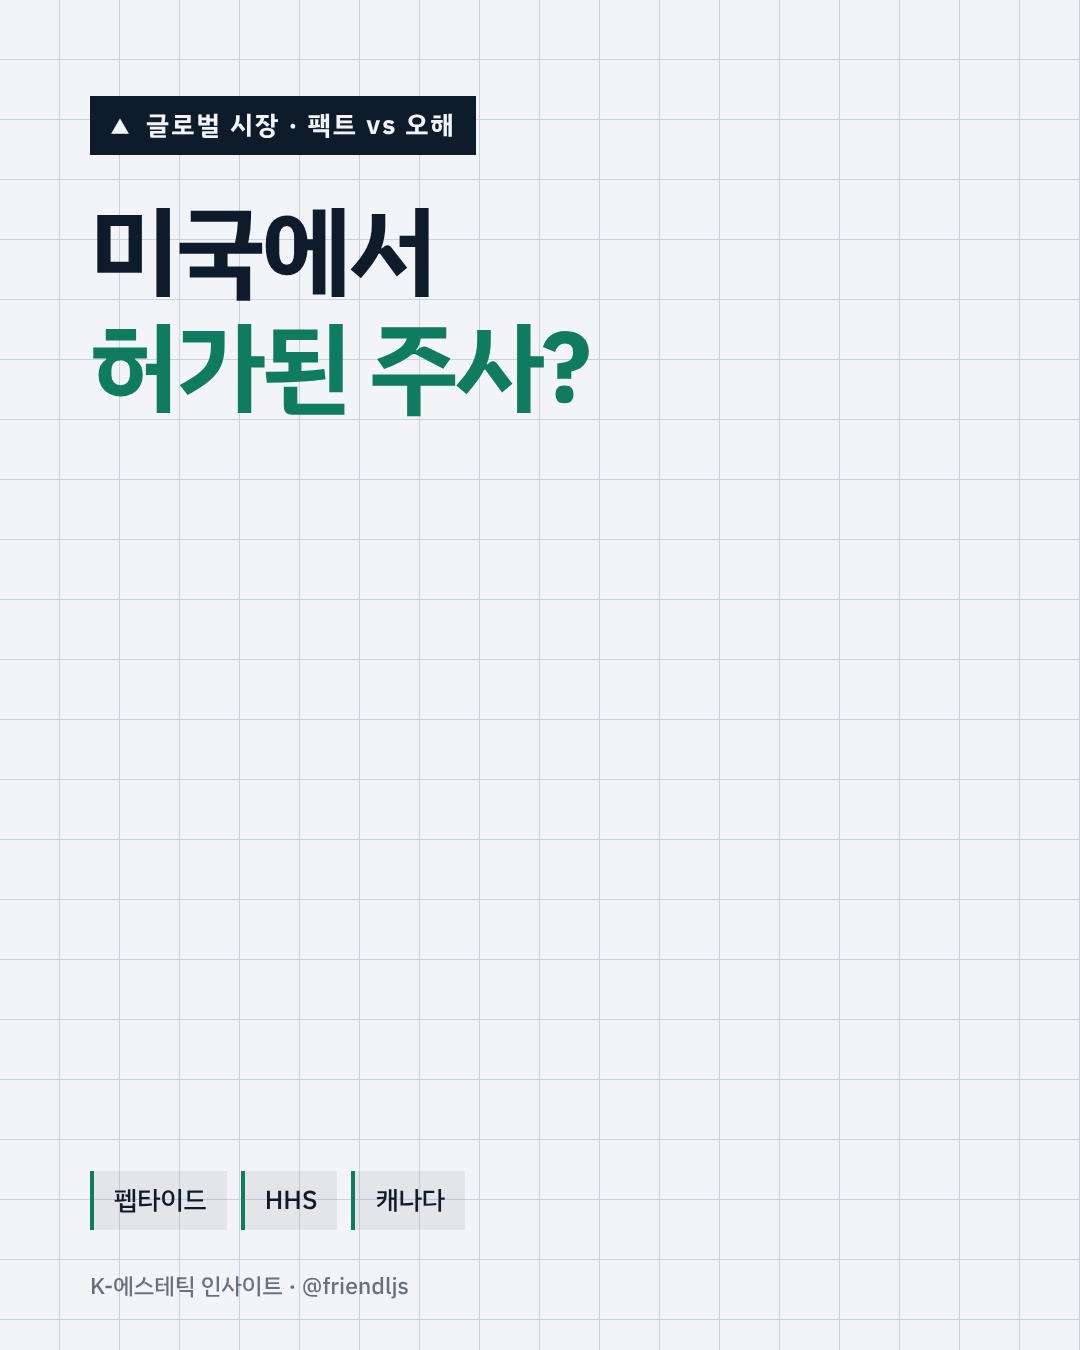 ▲ 글로벌 시장 · 팩트 vs 오해
미국에서
허가된 주사?
펩타이드
HHS
캐나다
K-에스테틱 인사이트 · @friendljs